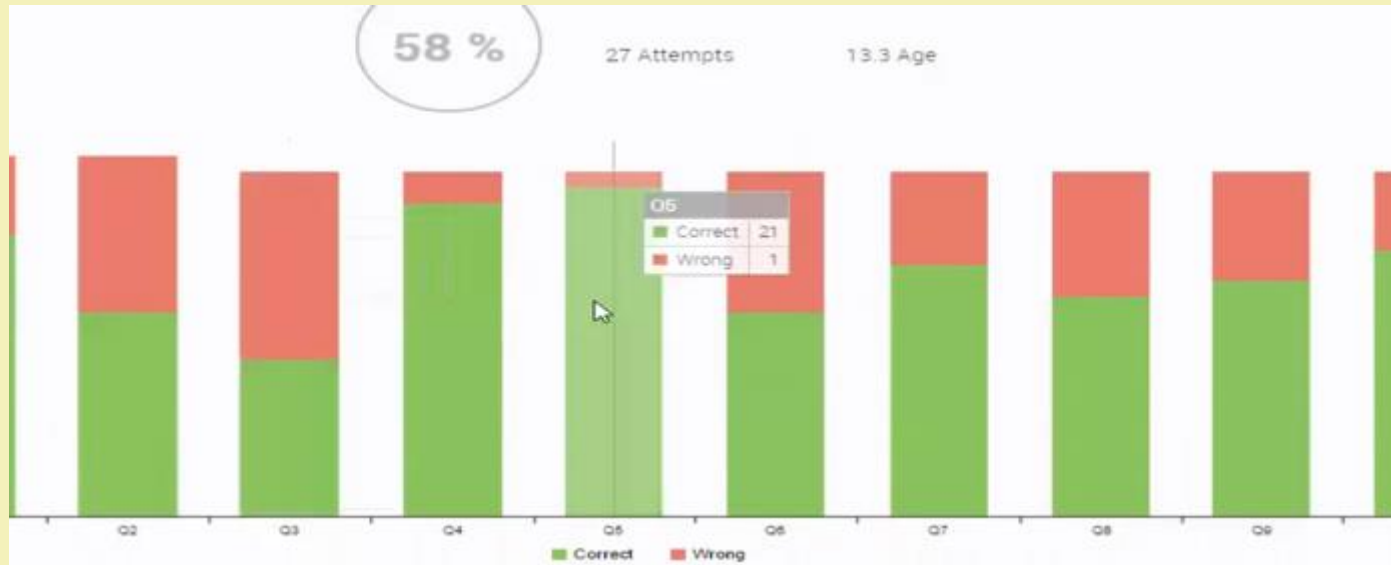 58 %
27 Attempts
13.3 Age
Q5
Correct 21
Wrong 1
Q2 Q3 Q4 Q5 Q6 Q7 Q8 Q9
Correct Wrong